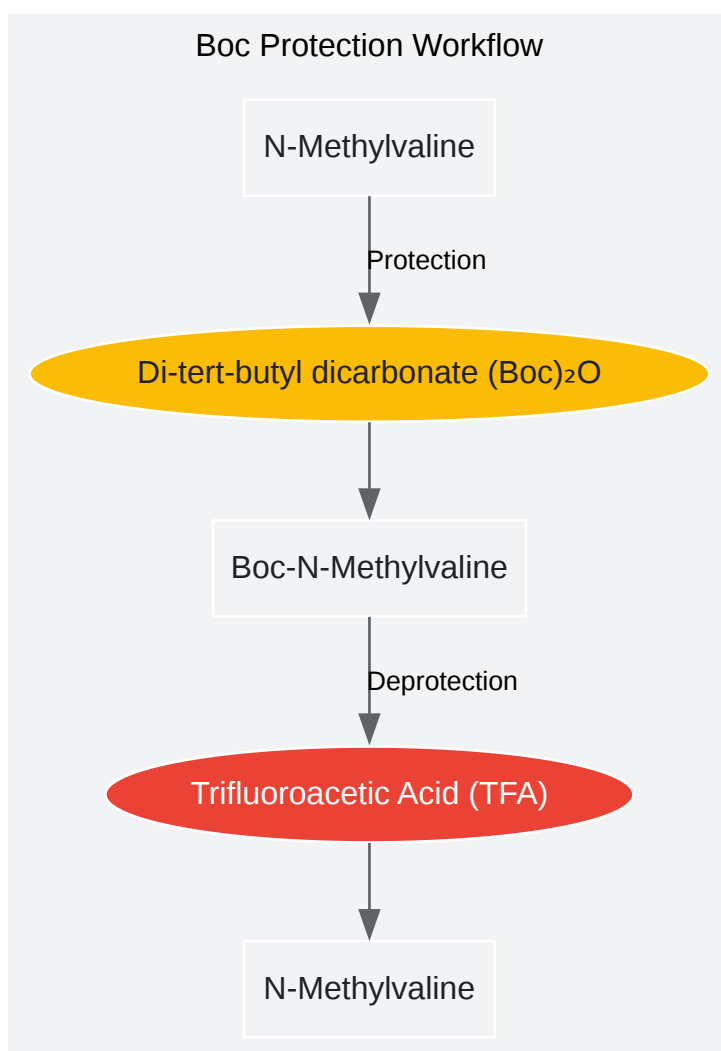 Boc Protection Workflow
N-Methylvaline
Protection
Di-tert-butyl dicarbonate (Boc)₂O
Boc-N-Methylvaline
Deprotection
Trifluoroacetic Acid (TFA)
N-Methylvaline